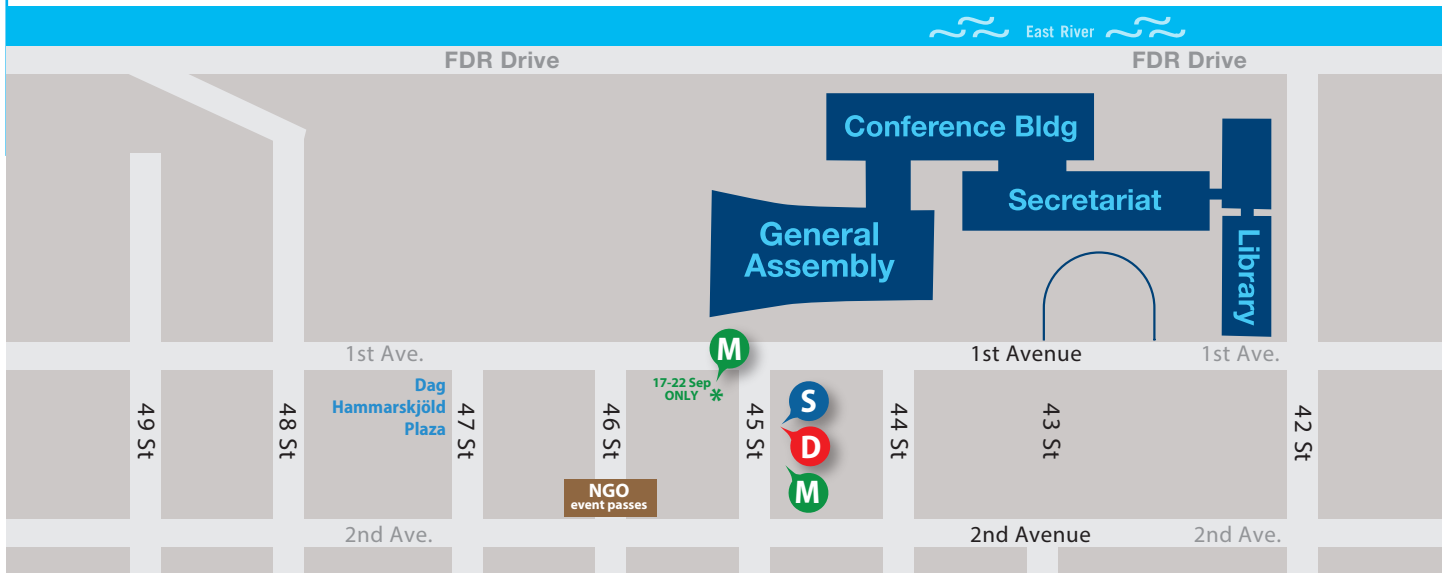 East River
FDR Drive
FDR Drive
Conference Bldg
Secretariat
General
Assembly
Library
1st Ave.
M
1st Avenue
1st Ave.
Dag
Hammarskjöld
Plaza
17-22 Sep
ONLY *
S
D
M
49 St
48 St
47 St
46 St
45 St
44 St
43 St
42 St
NGO
event passes
2nd Ave.
2nd Avenue
2nd Ave.